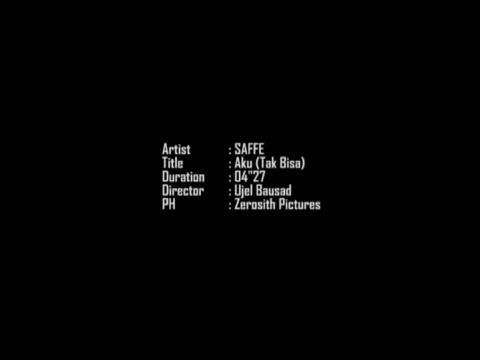 Artist : SAFFE
Title : Aku (Tak Bisa)
Duration : 04"27
Director : Ujel Bausad
PH : Zerosith Pictures